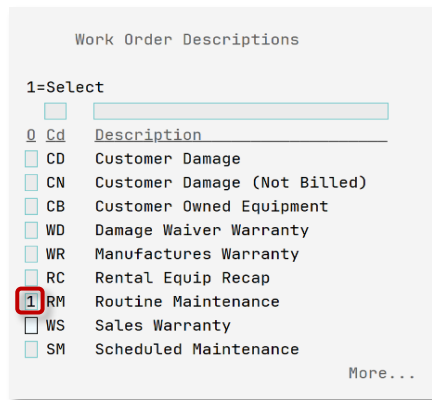 Work Order Descriptions
1=Select
O Cd Description
CD Customer Damage
CN Customer Damage (Not Billed)
CB Customer Owned Equipment
WD Damage Waiver Warranty
WR Manufactures Warranty
RC Rental Equip Recap
1 RM Routine Maintenance
WS Sales Warranty
SM Scheduled Maintenance
More...